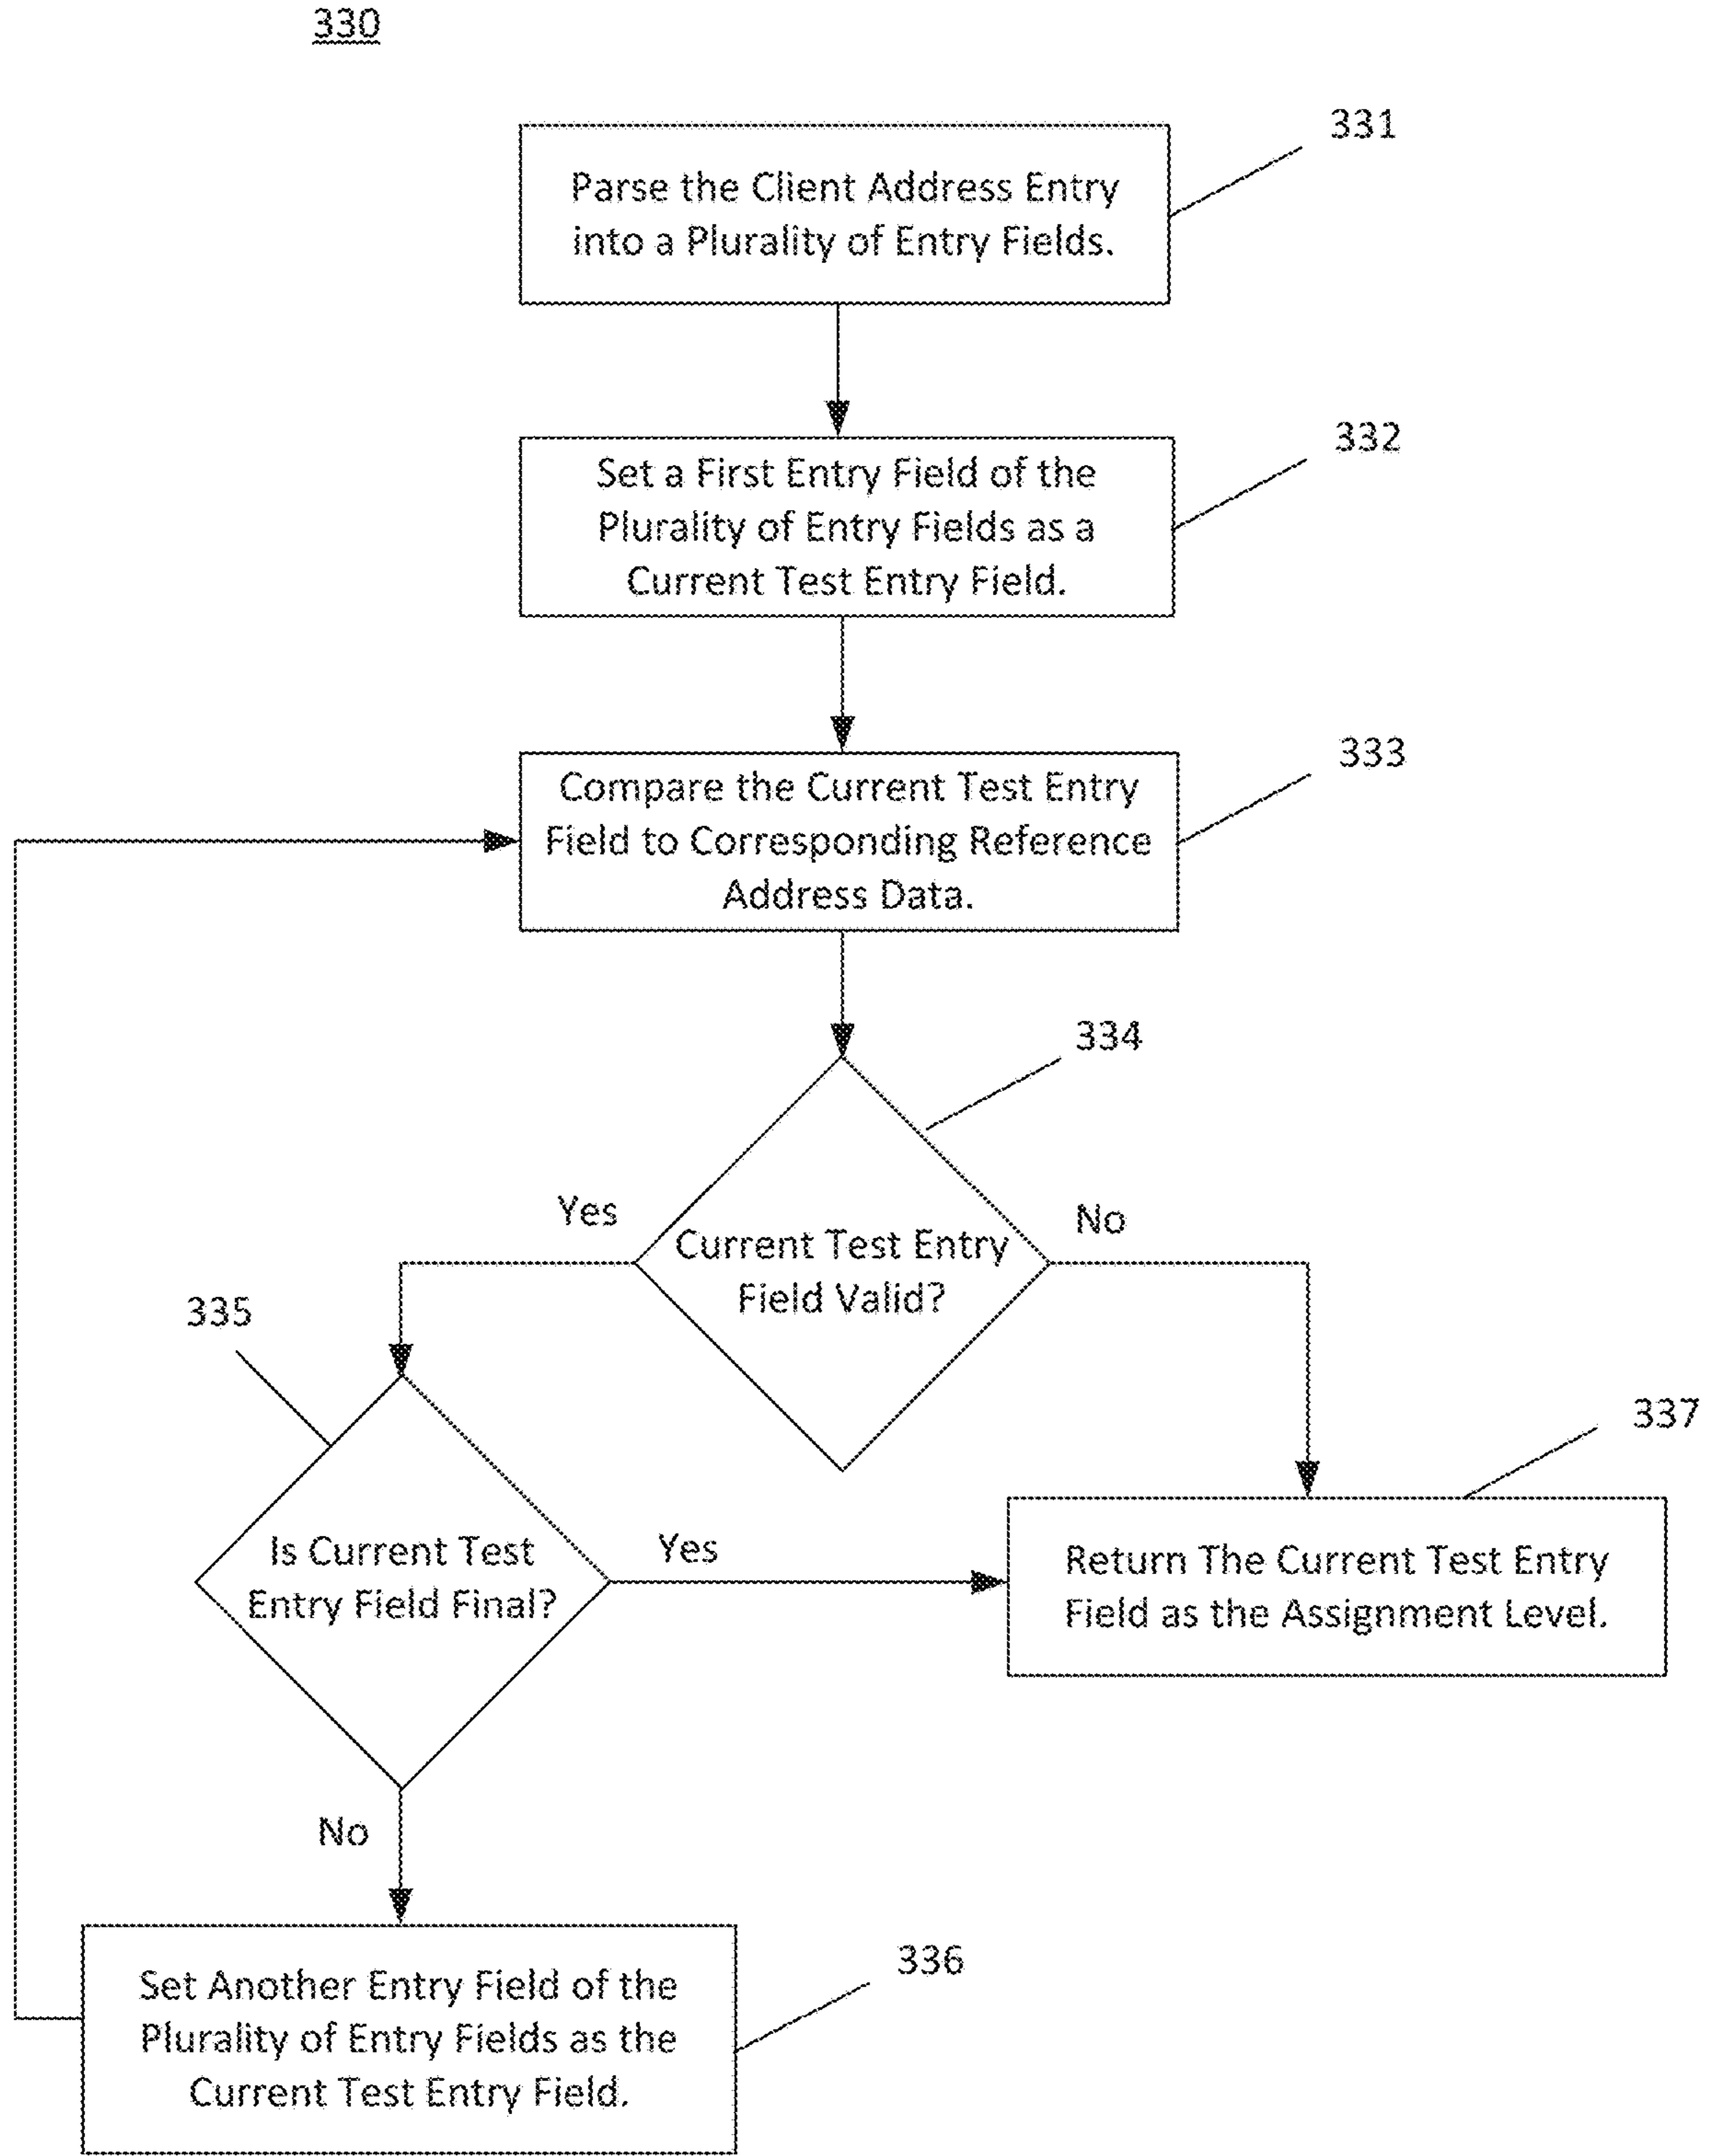 330
331
Parse the Client Address Entry
into a Plurality of Entry Fields.
332
Set a First Entry Field of the
Plurality of Entry Fields as a
Current Test Entry Field.
333
Compare the Current Test Entry
Field to Corresponding Reference
Address Data.
334
Yes
No
Current Test Entry
Field Valid?
335
337
Is Current Test
Entry Field Final?
Yes
Return The Current Test Entry
Field as the Assignment Level.
No
336
Set Another Entry Field of the
Plurality of Entry Fields as the
Current Test Entry Field.